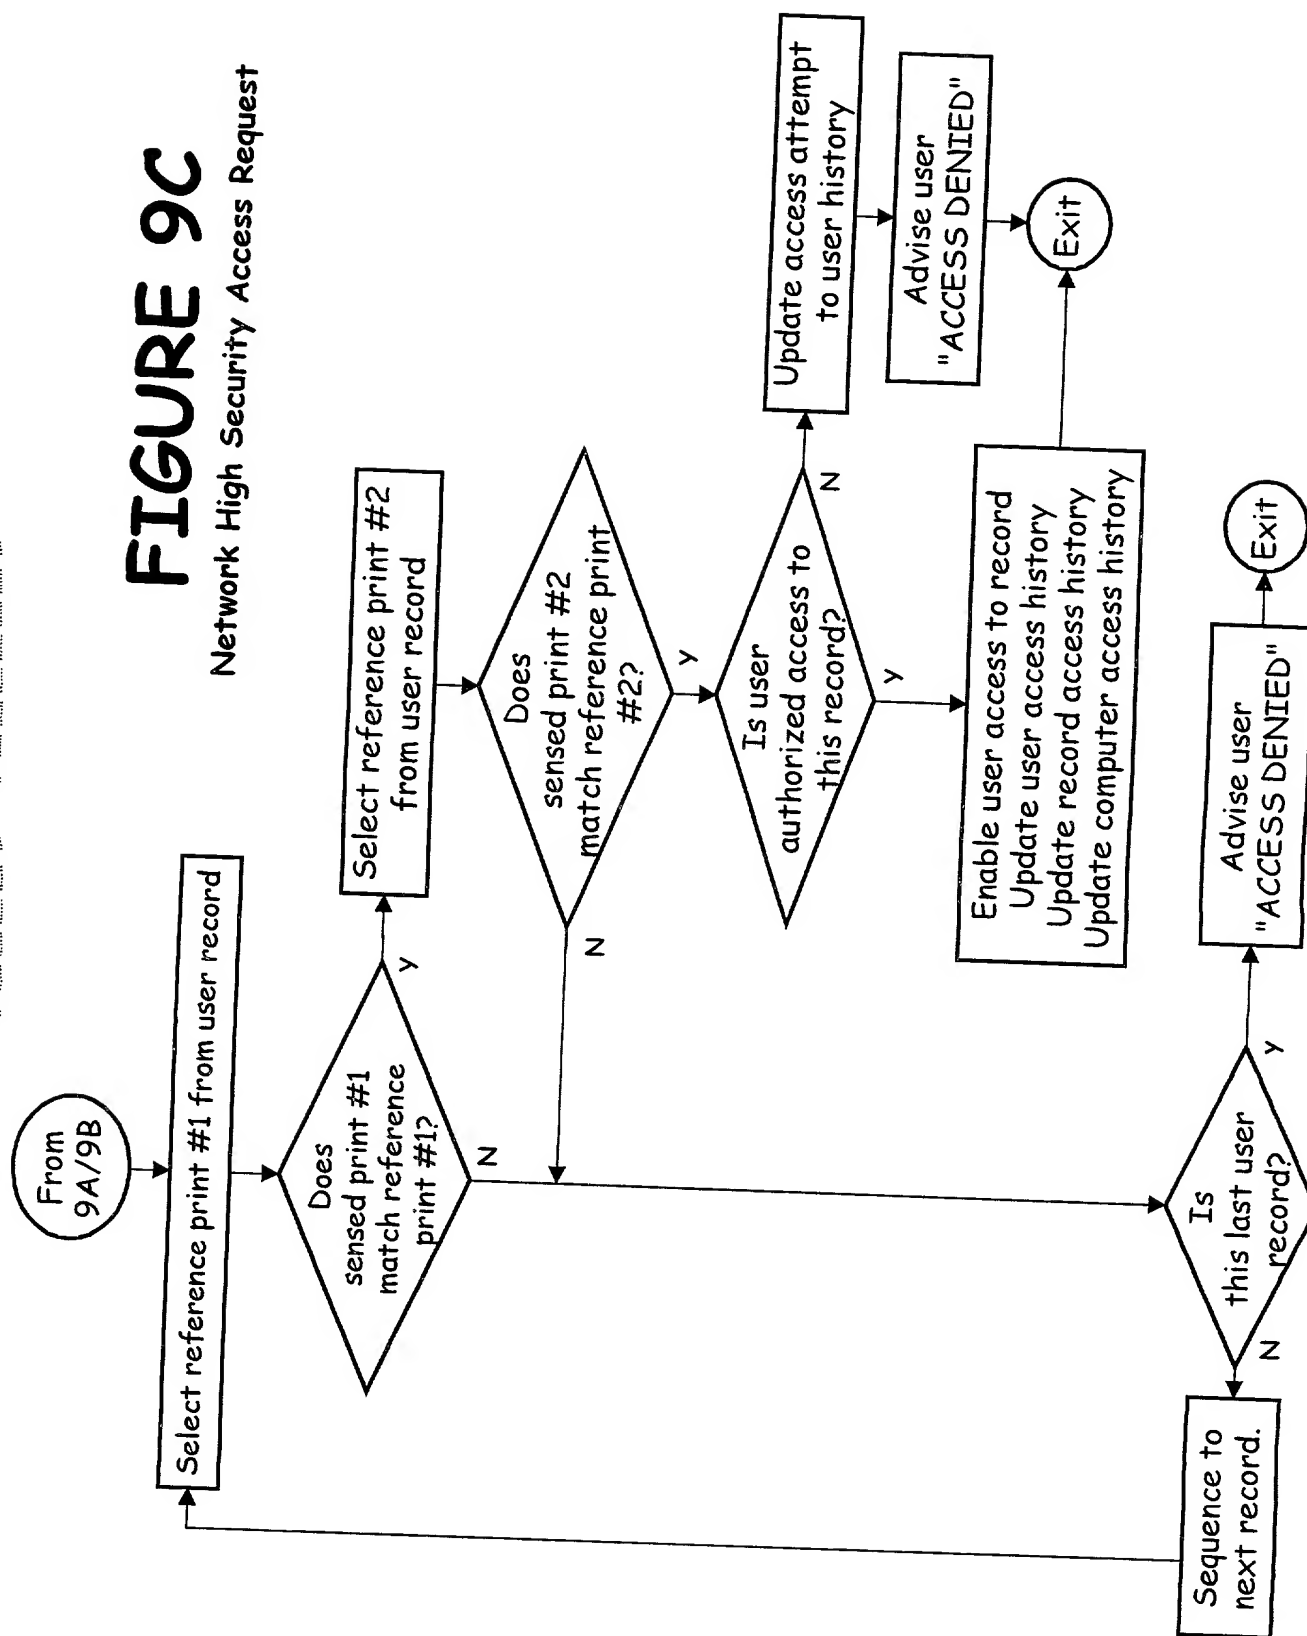 FIGURE 9C
Network High Security Access Request
From
9A/9B
Select reference print #1 from user record
Does
sensed print #1
match reference
print #1?
Y
N
Select reference print #2
from user record
Does
sensed print #2
match reference print
#2?
N
Y
Is user
authorized access to
this record?
N
Y
Update access attempt
to user history
Advise user
"ACCESS DENIED"
Exit
Enable user access to record
Update user access history
Update record access history
Update computer access history
Is
this last user
record?
N
Y
Sequence to
next record.
Advise user
"ACCESS DENIED"
Exit